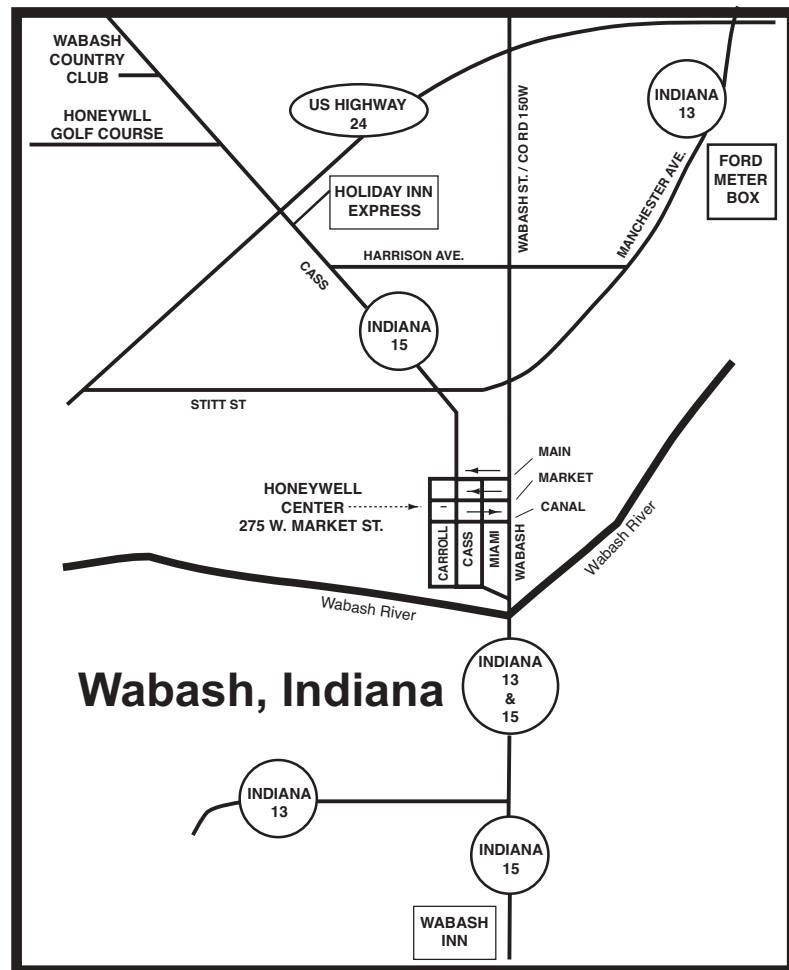 WABASH
COUNTRY
CLUB
HONEYWLL
GOLF COURSE
US HIGHWAY
24
WABASH ST. / CO RD 150W
INDIANA
13
MANCHESTER AVE.
FORD
METER
BOX
HOLIDAY INN
EXPRESS
HARRISON AVE.
CASS
INDIANA
15
STITT ST
MAIN
MARKET
CANAL
HONEYWELL
CENTER
275 W. MARKET ST.
CARROLL
CASS
MIAMI
WABASH
Wabash River
Wabash River
Wabash, Indiana
INDIANA
13
&
15
INDIANA
13
INDIANA
15
WABASH
INN